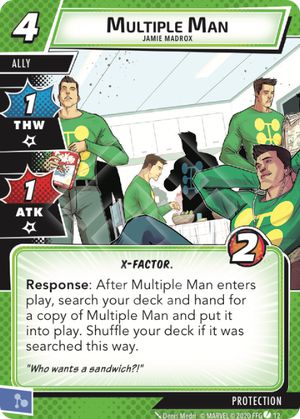 4
MULTIPLE MAN
JAMIE MADROX
ALLY
1
THW
1
ATK
2
X-FACTOR.
Response: After Multiple Man enters
play, search your deck and hand for
a copy of Multiple Man and put it
into play. Shuffle your deck if it was
searched this way.
"Who wants a sandwich?!"
Denis Medri © MARVEL © 2020 FFG 12
PROTECTION